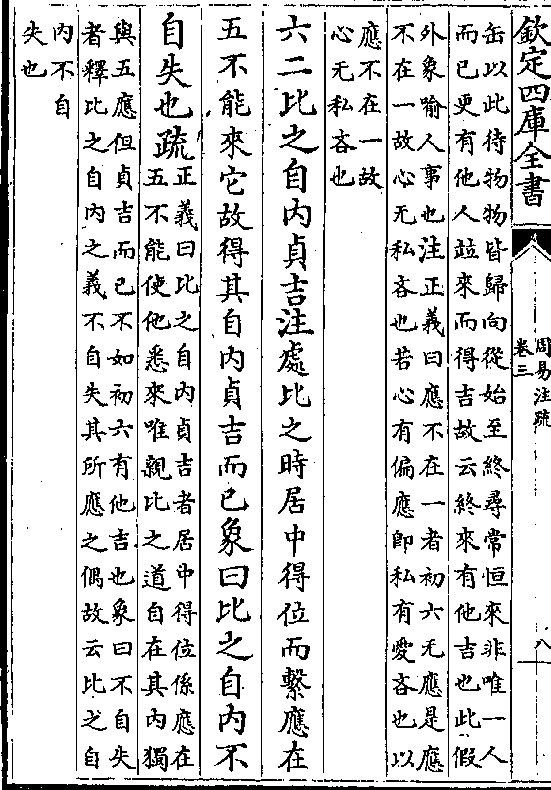 欽定四庫全書
周易注疏
卷三
八
缶以此待物物皆歸向從始至終尋常恒來非唯一人
而已更有他人竝來而得吉故云終來有他吉也此假
外象喻人事也注正義曰應不在一者初六无應是應
不在一故心无私吝也若心有偏應即私有愛吝也以
應不在一故
心无私吝也
六二比之自內貞吉注處比之時居中得位而繫應在
五不能來它故得其自內貞吉而已象曰比之自內不
自失也疏
正義曰比之自內貞吉者居中得位係應在
五不能使他悉來唯親比之道自在其內獨
與五應但貞吉而已不如初六有他吉也象曰不自失
者釋比之自內之義不自失其所應之偶故云比之自
內不自
失也